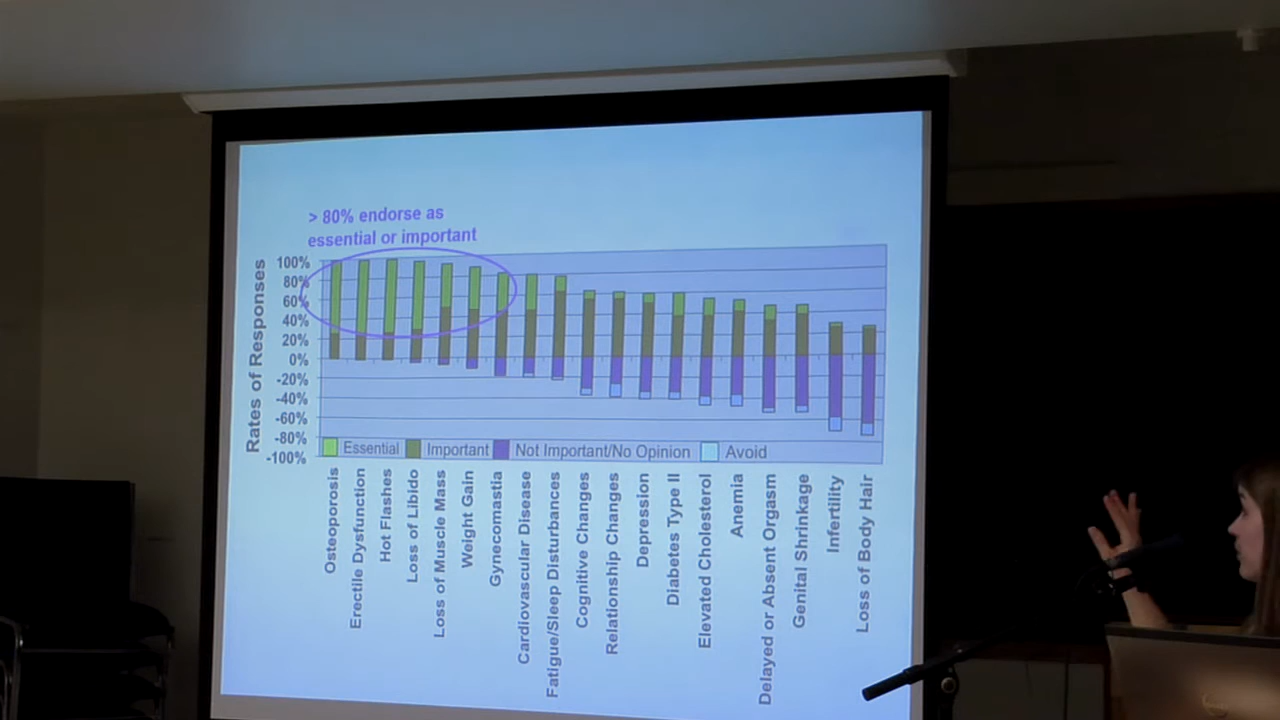 > 80% endorse as
essential or important
Rates of Responses
100%
80%
60%
40%
20%
0%
-20%
-40%
-60%
-80%
-100%
Essential
Important
Not Important/No Opinion
Avoid
Osteoporosis
Erectile Dysfunction
Hot Flashes
Loss of Libido
Loss of Muscle Mass
Weight Gain
Gynecomastia
Cardiovascular Disease
Fatigue/Sleep Disturbances
Cognitive Changes
Relationship Changes
Depression
Diabetes Type II
Elevated Cholesterol
Anemia
Delayed or Absent Orgasm
Genital Shrinkage
Infertility
Loss of Body Hair